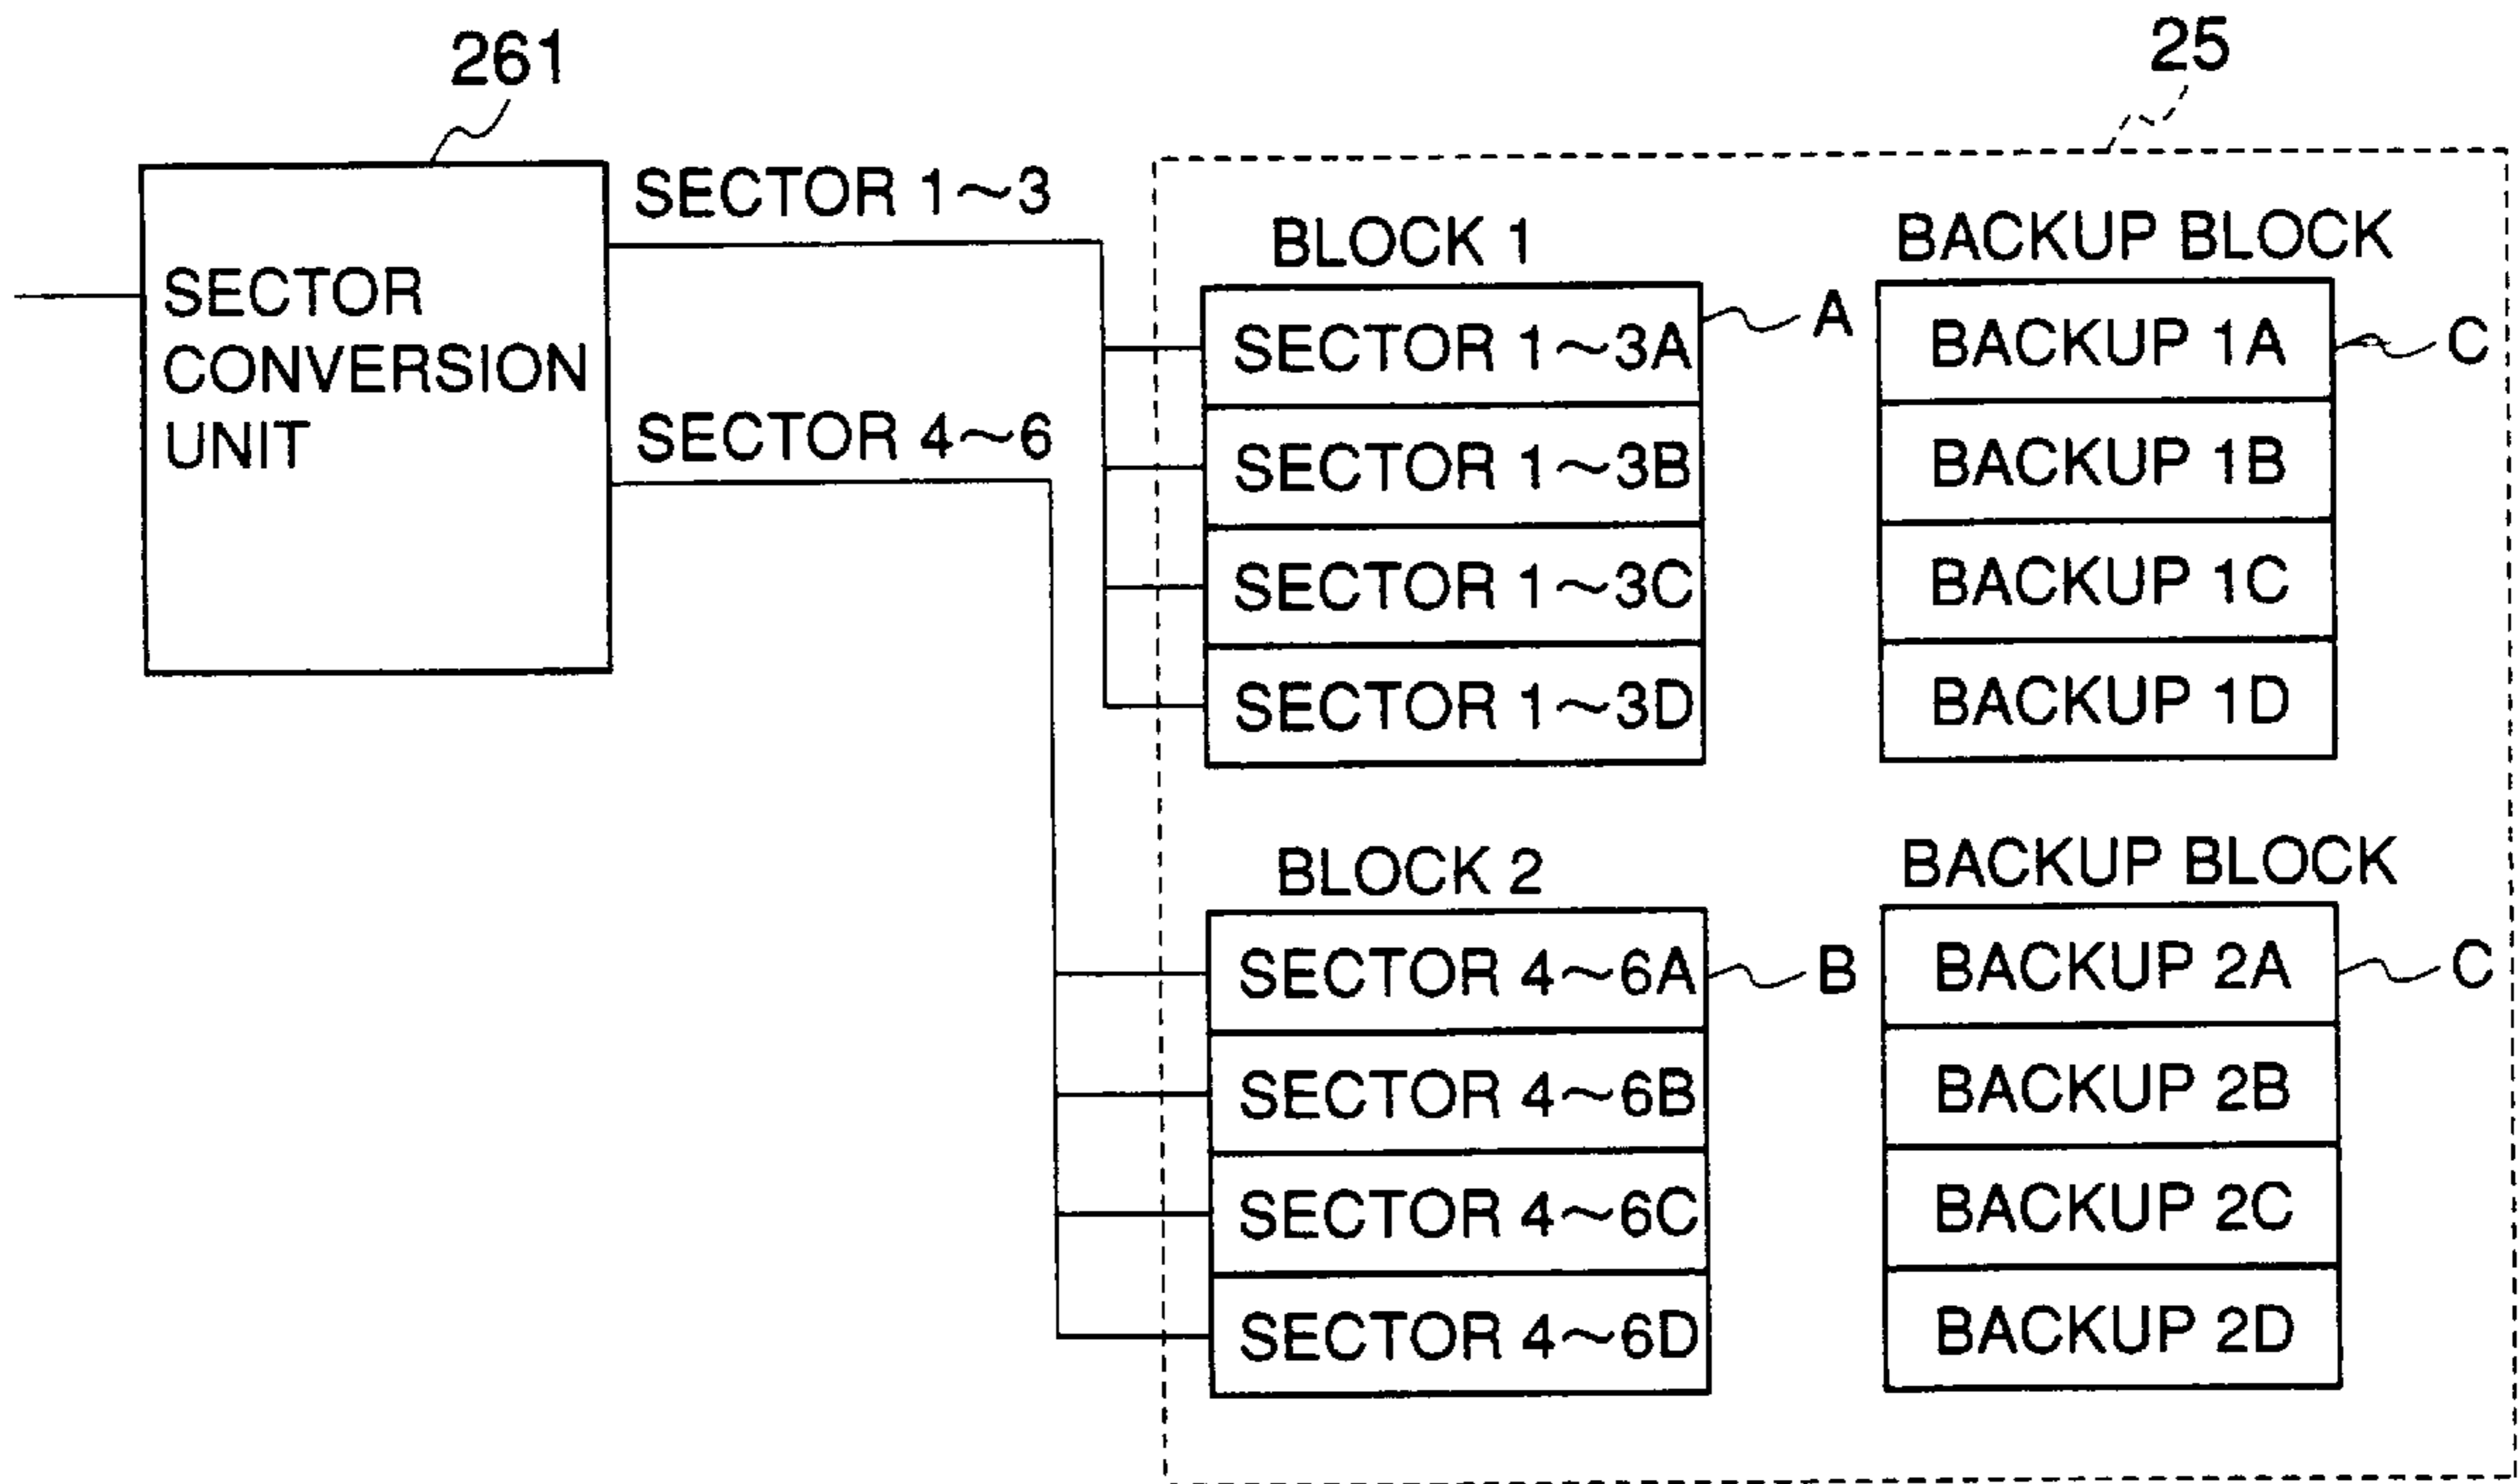 261
25
SECTOR
CONVERSION
UNIT
SECTOR 1～3
SECTOR 4～6
BLOCK 1
SECTOR 1～3A
SECTOR 1～3B
SECTOR 1～3C
SECTOR 1～3D
A
BACKUP BLOCK
BACKUP 1A
BACKUP 1B
BACKUP 1C
BACKUP 1D
C
BLOCK 2
SECTOR 4～6A
SECTOR 4～6B
SECTOR 4～6C
SECTOR 4～6D
B
BACKUP BLOCK
BACKUP 2A
BACKUP 2B
BACKUP 2C
BACKUP 2D
C